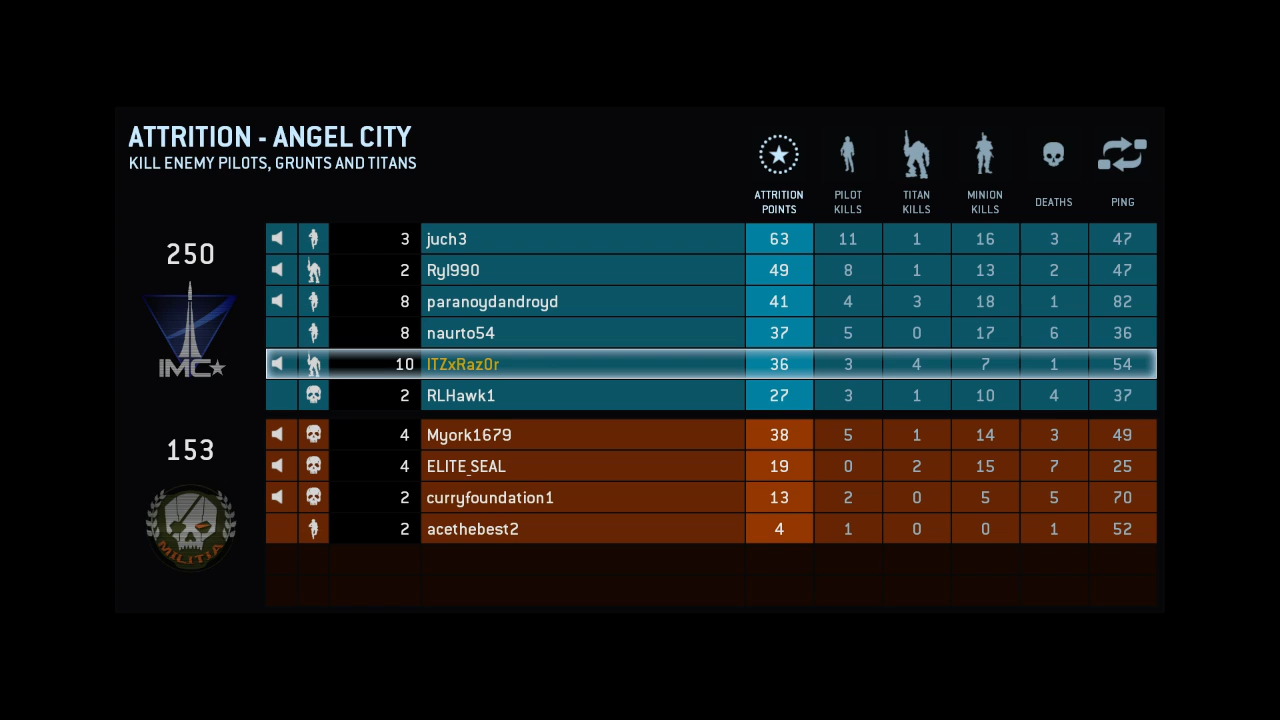 ATTRITION - ANGEL CITY
KILL ENEMY PILOTS, GRUNTS AND TITANS
ATTRITION POINTS PILOT KILLS TITAN KILLS MINION KILLS DEATHS PING
250
IMC
3 juch3 63 11 1 16 3 47
2 Ryl990 49 8 1 13 2 47
8 paranoydandroyd 41 4 3 18 1 82
8 naurto54 37 5 0 17 6 36
10 ITZxRaz0r 36 3 4 7 1 54
2 RLHawk1 27 3 1 10 4 37
153
MILITIA
4 Myork1679 38 5 1 14 3 49
4 ELITE_SEAL 19 0 2 15 7 25
2 curryfoundation1 13 2 0 5 5 70
2 acethebest2 4 1 0 0 1 52